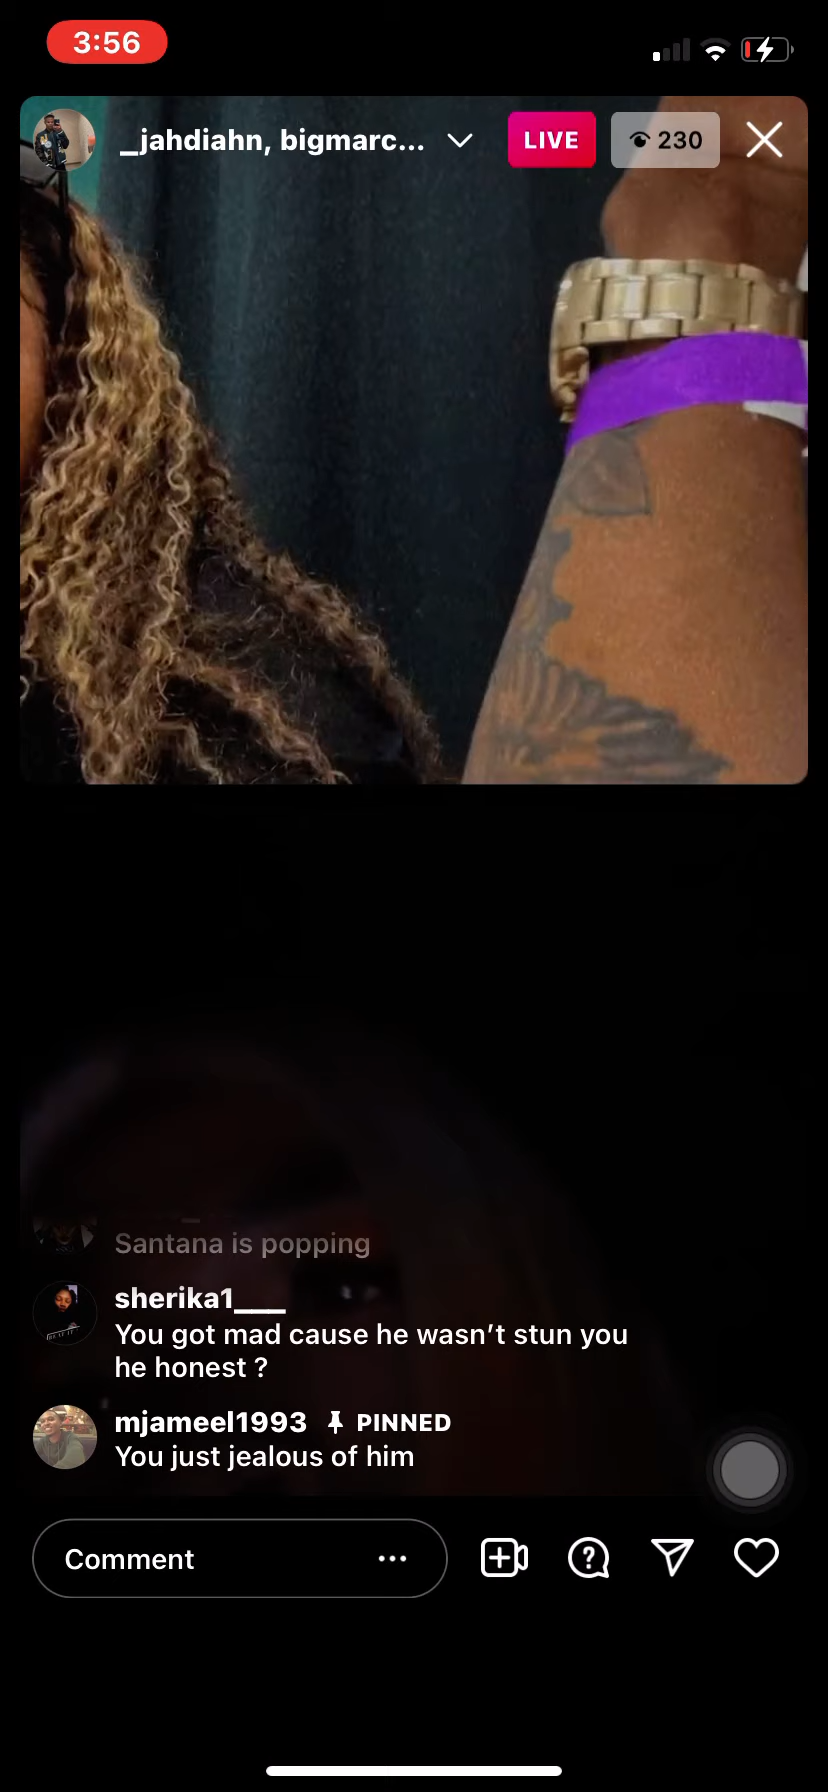 3:56
_jahdiahn, bigmarc...
LIVE
230
Santana is popping
sherika1___
You got mad cause he wasn't stun you
he honest ?
mjameel1993 PINNED
You just jealous of him
Comment